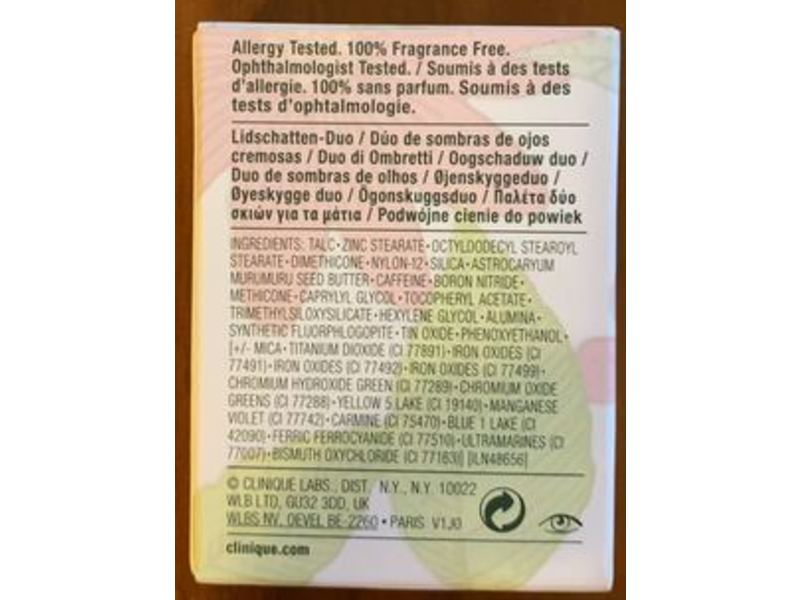 Allergy Tested. 100% Fragrance Free.
Ophthalmologist Tested. / Soumis à des tests
d'allergie. 100% sans parfum. Soumis à des
tests d'ophtalmologie.
Lidschatten-Duo / Dúo de sombras de ojos
cremosas / Duo di Ombretti / Oogschaduw duo /
Duo de sombras de olhos / Øjenskyggeduo /
Øyeskygge duo / Ögonskuggsduo / Παλέτα δύο
σκιών για τα μάτια / Podwójne cienie do powiek
INGREDIENTS: TALC • ZINC STEARATE • OCTYLDODECYL STEAROYL
STEARATE • DIMETHICONE • NYLON-12 • SILICA • ASTROCARYUM
MURUMURU SEED BUTTER • CAFFEINE • BORON NITRIDE •
METHICONE • CAPRYLYL GLYCOL • TOCOPHERYL ACETATE •
TRIMETHYLSILOXYSILICATE • HEXYLENE GLYCOL • ALUMINA •
SYNTHETIC FLUORPHLOGOPITE • TIN OXIDE • PHENOXYETHANOL •
[+/- MICA • TITANIUM DIOXIDE (CI 77891) • IRON OXIDES (CI
77491) • IRON OXIDES (CI 77492) • IRON OXIDES (CI 77499) •
CHROMIUM HYDROXIDE GREEN (CI 77289) • CHROMIUM OXIDE
GREENS (CI 77288) • YELLOW 5 LAKE (CI 19140) • MANGANESE
VIOLET (CI 77742) • CARMINE (CI 75470) • BLUE 1 LAKE (CI
42090) • FERRIC FERROCYANIDE (CI 77510) • ULTRAMARINES (CI
77007) • BISMUTH OXYCHLORIDE (CI 77163)] [ILN48656]
© CLINIQUE LABS., DIST. N.Y., N.Y. 10022
WLB LTD, GU32 3DD, UK
WLBS NV, OEVEL BE-2260 • PARIS V1J0
clinique.com